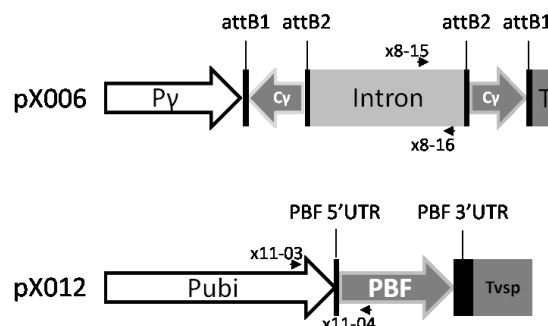 attB1 attB2 attB2 attB1
x8-15
pX006 Pγ Cγ Intron Cγ T
x8-16
PBF 5'UTR PBF 3'UTR
x11-03
pX012 Pubi PBF Tvsp
x11-04